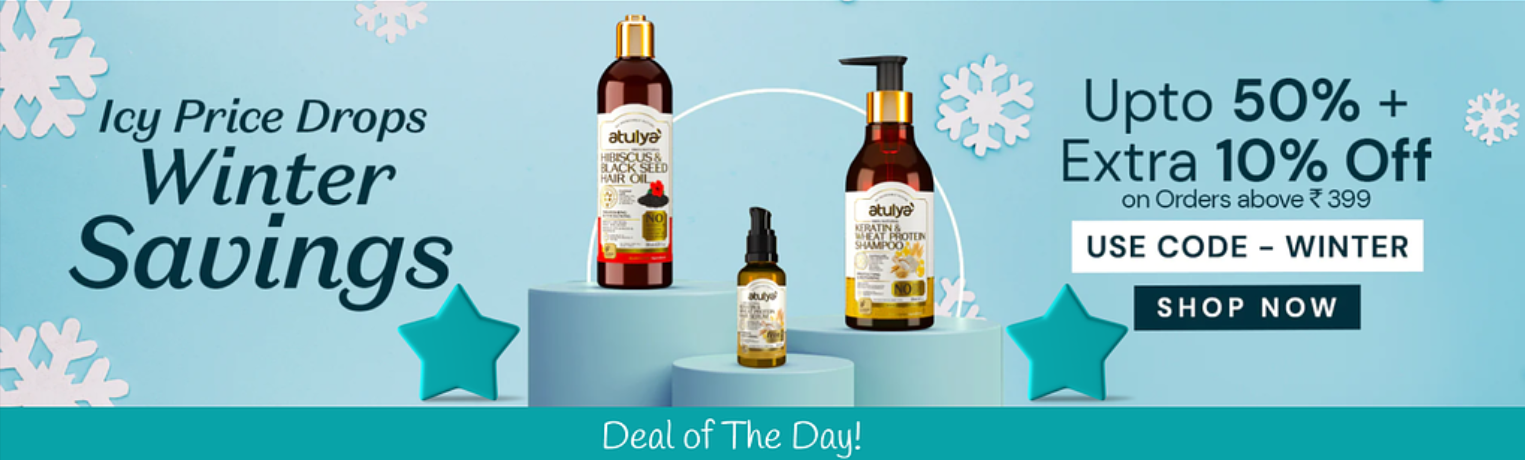 Icy Price Drops
Winter
Savings
atulya
HIBISCUS &
BLACK SEED
HAIR OIL
NO
atulya
atulya
KERATIN &
WHEAT PROTEIN
SHAMPOO
NO
Upto 50% +
Extra 10% Off
on Orders above ₹ 399
USE CODE – WINTER
SHOP NOW
Deal of The Day!